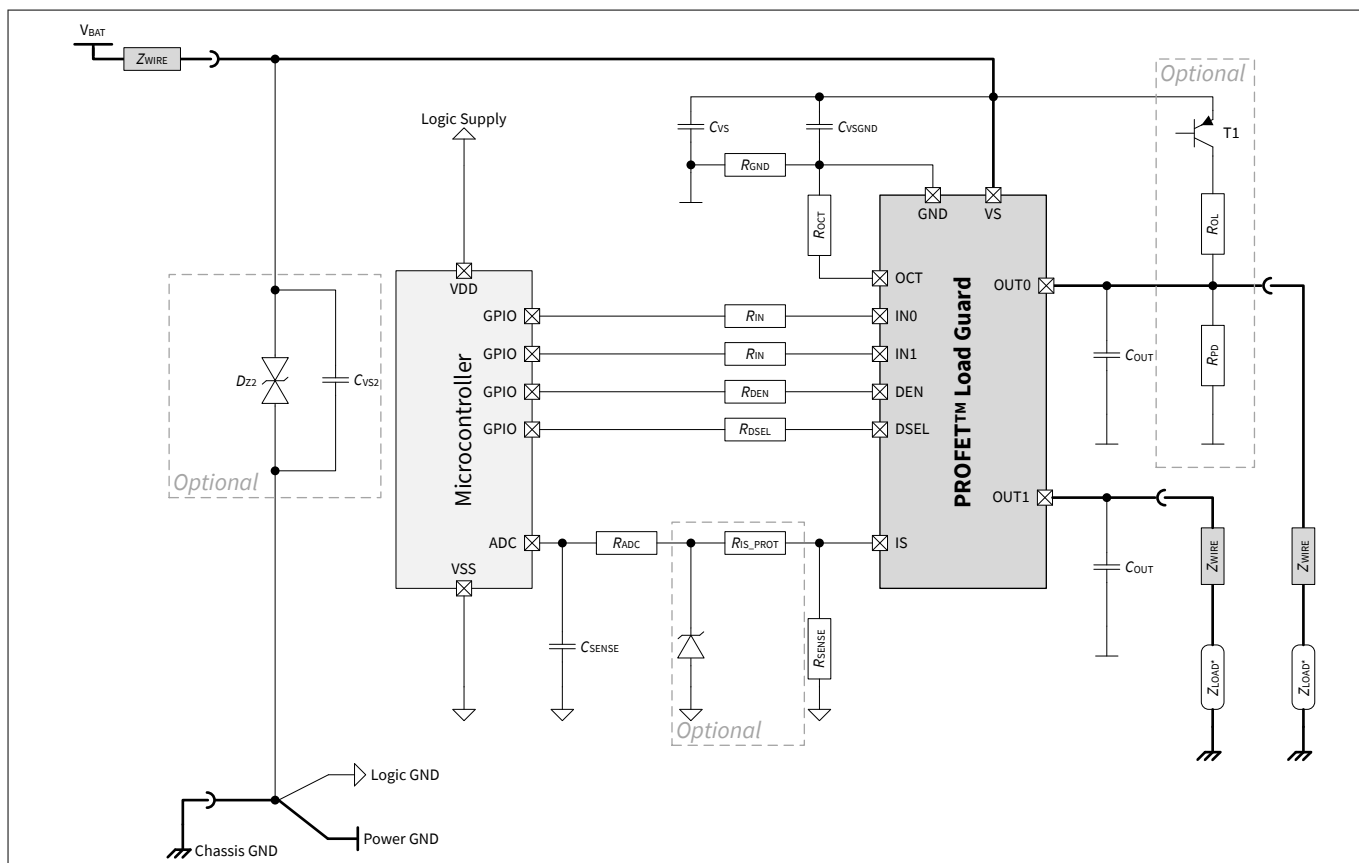 VBAT
ZWIRE
Optional
T1
Logic Supply
CVS
CVSGND
RGND
ROCT
GND
VS
ROL
VDD
OCT
OUT0
GPIO
RIN
IN0
GPIO
RIN
IN1
COUT
RPD
DZ2
CVS2
GPIO
RDEN
DEN
GPIO
RDSEL
DSEL
Microcontroller
PROFET™ Load Guard
Optional
OUT1
ADC
RADC
RIS_PROT
IS
VSS
COUT
ZWIRE
ZWIRE
CSENSE
RSENSE
ZLOAD*
ZLOAD*
Optional
Logic GND
Power GND
Chassis GND